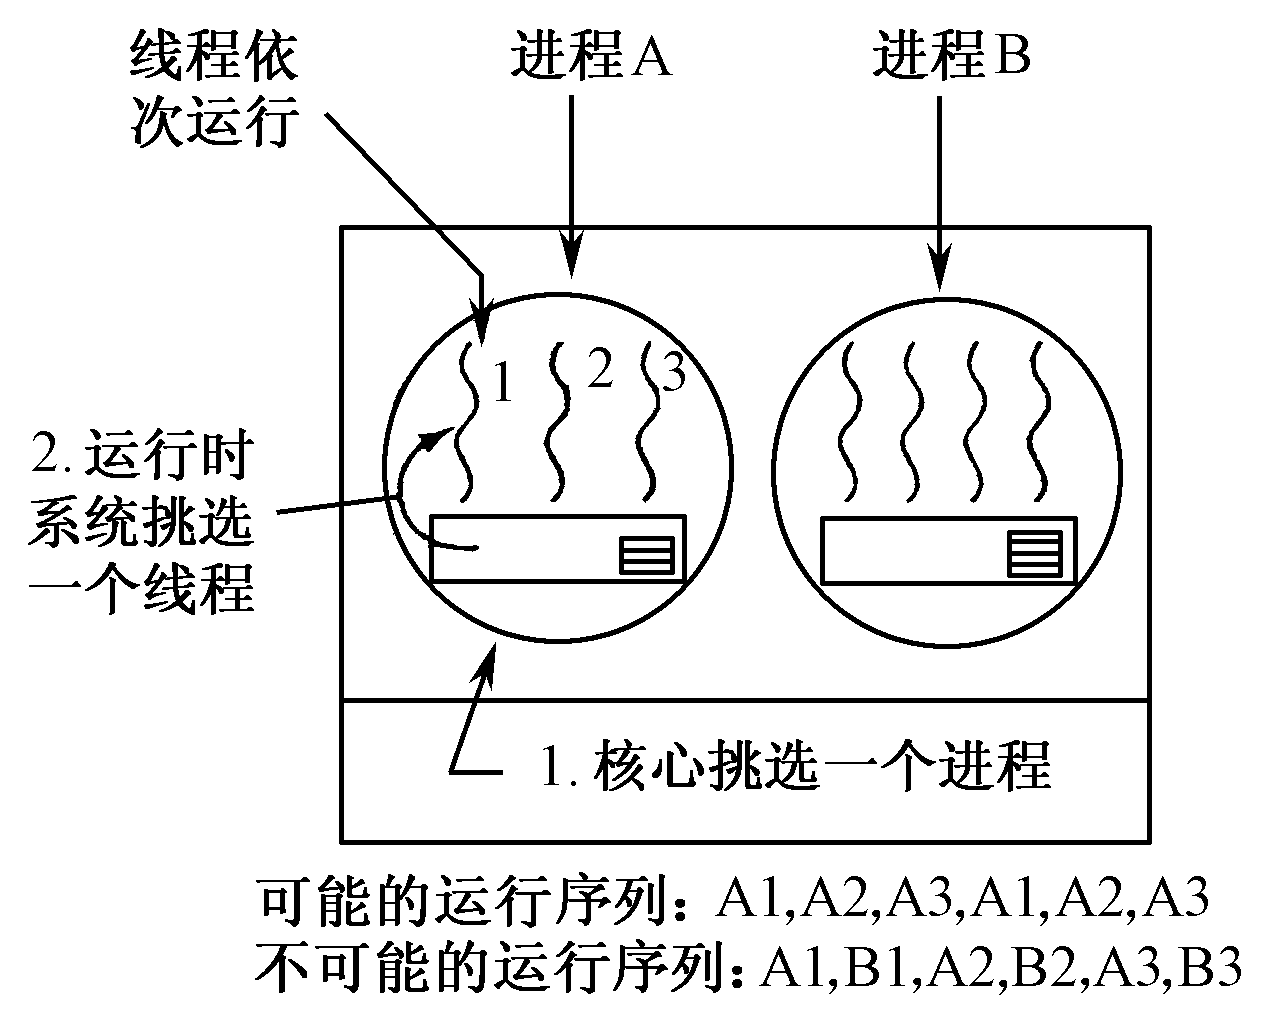 线程依
次运行
进程A
进程B
1
2
3
2.运行时
系统挑选
一个线程
1.核心挑选一个进程
可能的运行序列：A1,A2,A3,A1,A2,A3
不可能的运行序列：A1,B1,A2,B2,A3,B3